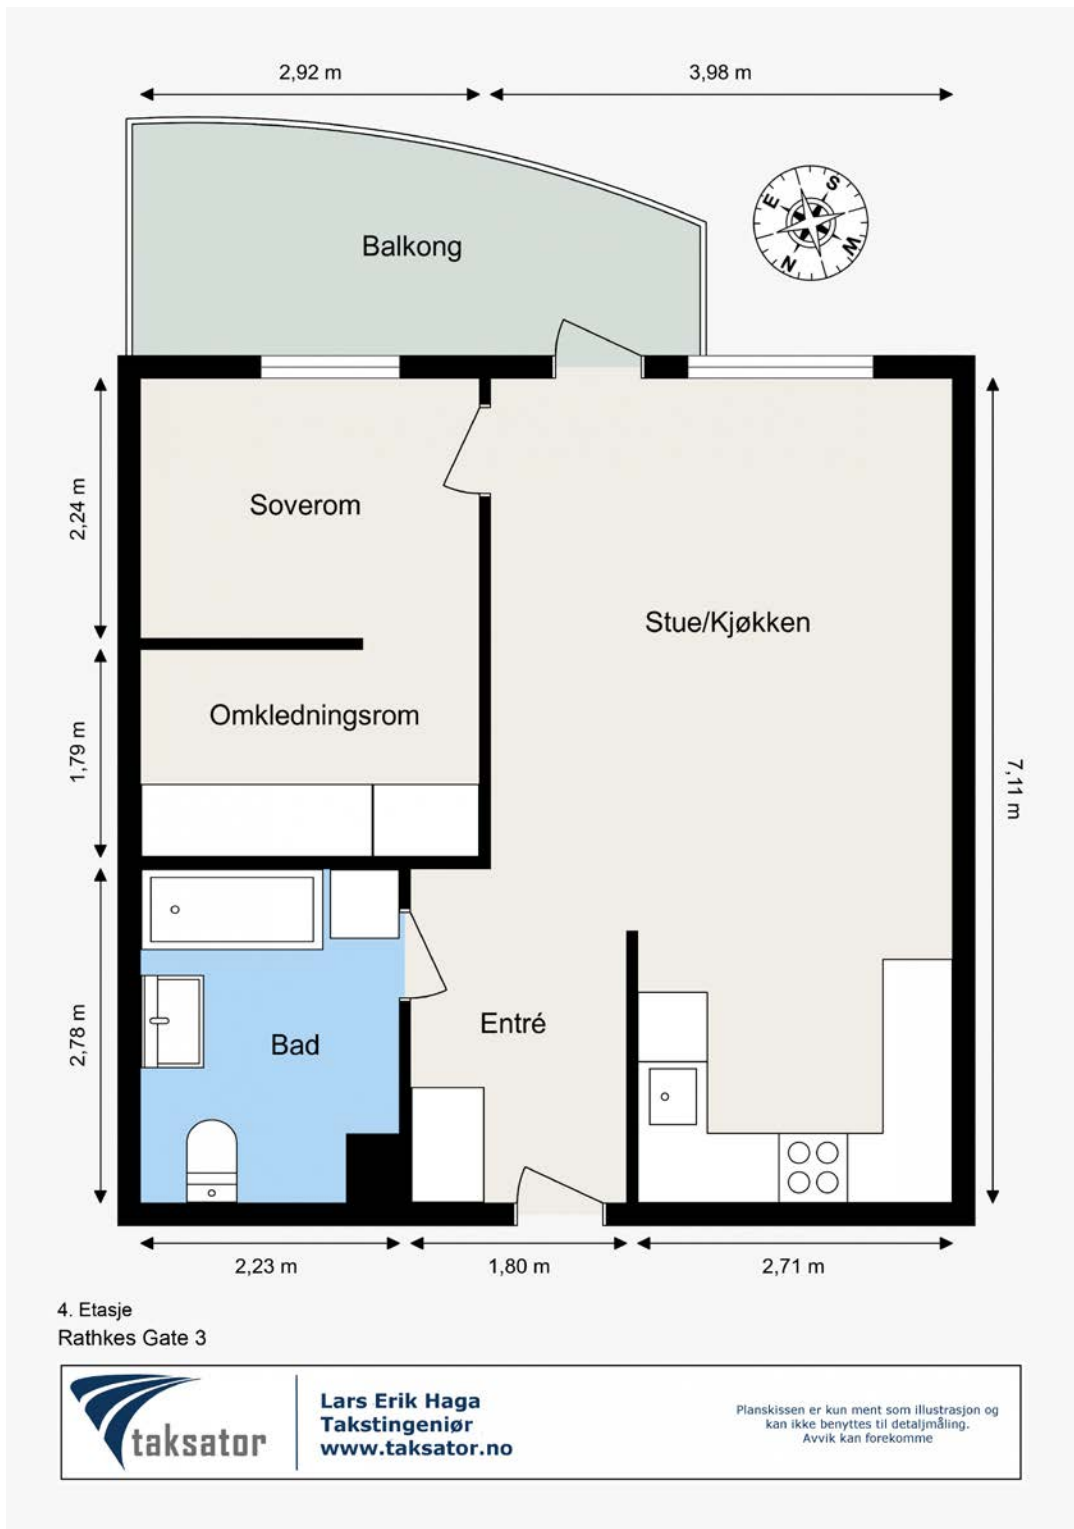 2,92 m
3,98 m
S
E
W
N
Balkong
2,24 m
Soverom
Stue/Kjøkken
1,79 m
Omkledningsrom
7,11 m
2,78 m
Bad
Entré
2,23 m
1,80 m
2,71 m
4. Etasje
Rathkes Gate 3
taksator
Lars Erik Haga
Takstingeniør
www.taksator.no
Planskissen er kun ment som illustrasjon og
kan ikke benyttes til detaljmåling.
Avvik kan forekomme